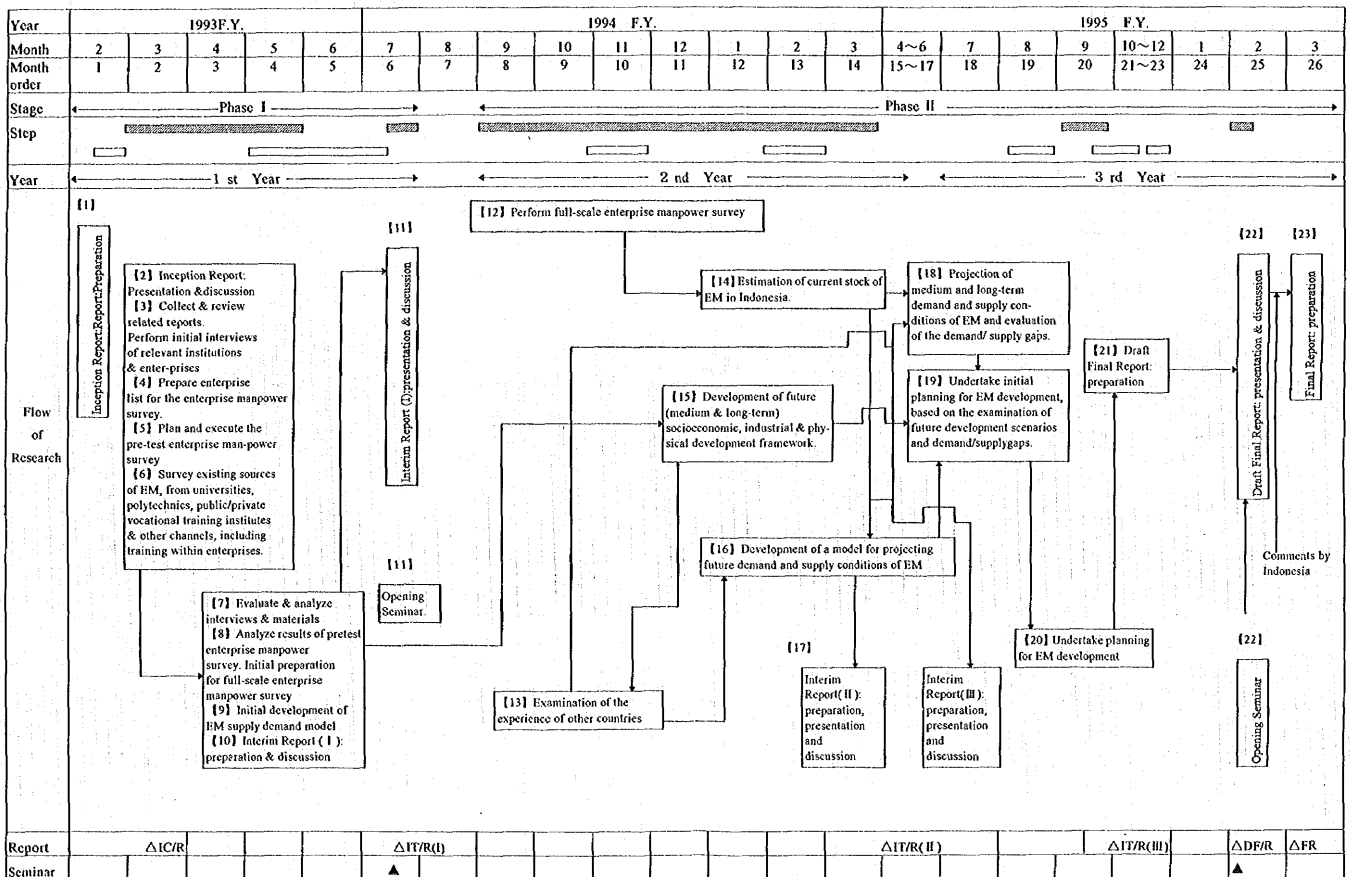 Year 1993F.Y. 1994 F.Y. 1995 F.Y.
Month 2 3 4 5 6 7 8 9 10 11 12 1 2 3 4~6 7 8 9 10~12 1 2 3
Month order 1 2 3 4 5 6 7 8 9 10 11 12 13 14 15~17 18 19 20 21~23 24 25 26
Stage Phase I Phase II
Step
Year 1 st Year 2 nd Year 3 rd Year
Flow
of
Research
【1】
Inception Report:Report:Preparation
【2】 Inception Report:
Presentation &discussion
【3】 Collect & review
related reports.
Perform initial interviews
of relevant institutions
& enter-prises
【4】 Prepare enterprise
list for the enterprise manpower
survey.
【5】 Plan and execute the
pre-test enterprise man-power
survey
【6】 Survey existing sources
of EM, from universities,
polytechnics, public/private
vocational training institutes
& other channels, including
training within enterprises.
【7】 Evaluate & analyze
interviews & materials
【8】 Analyze results of pretest
enterprise manpower
survey. Initial preparation
for full-scale enterprise
manpower survey
【9】 Initial development of
EM supply demand model
【10】 Interim Report ( I ):
preparation & discussion
【11】
Interim Report (I):presentation & discussion
【11】
Opening
Seminar.
【12】 Perform full-scale enterprise manpower survey
【13】 Examination of the
experience of other countries
【14】 Estimation of current stock of
EM in Indonesia.
【15】 Development of future
(medium & long-term)
socioeconomic, industrial & phy-
sical development framework.
【16】 Development of a model for projecting
future demand and supply conditions of EM
【17】
Interim
Report( II ):
preparation,
presentation
and
discussion
Interim
Report(III):
preparation,
presentation
and
discussion
【18】 Projection of
medium and long-term
demand and supply con-
ditions of EM and evaluation
of the demand/ supply gaps.
【19】 Undertake initial
planning for EM development,
based on the examination of
future development scenarios
and demand/supplygaps.
【20】 Undertake planning
for EM development
【21】 Draft
Final Report:
preparation
【22】
Draft Final Report: presentation & discussion
【23】
Final Report: preparation
Comments by
Indonesia
【22】
Opening Seminar
Report △IC/R △IT/R(I) △IT/R( II ) △IT/R(III) △DF/R △FR
Seminar ▲ ▲